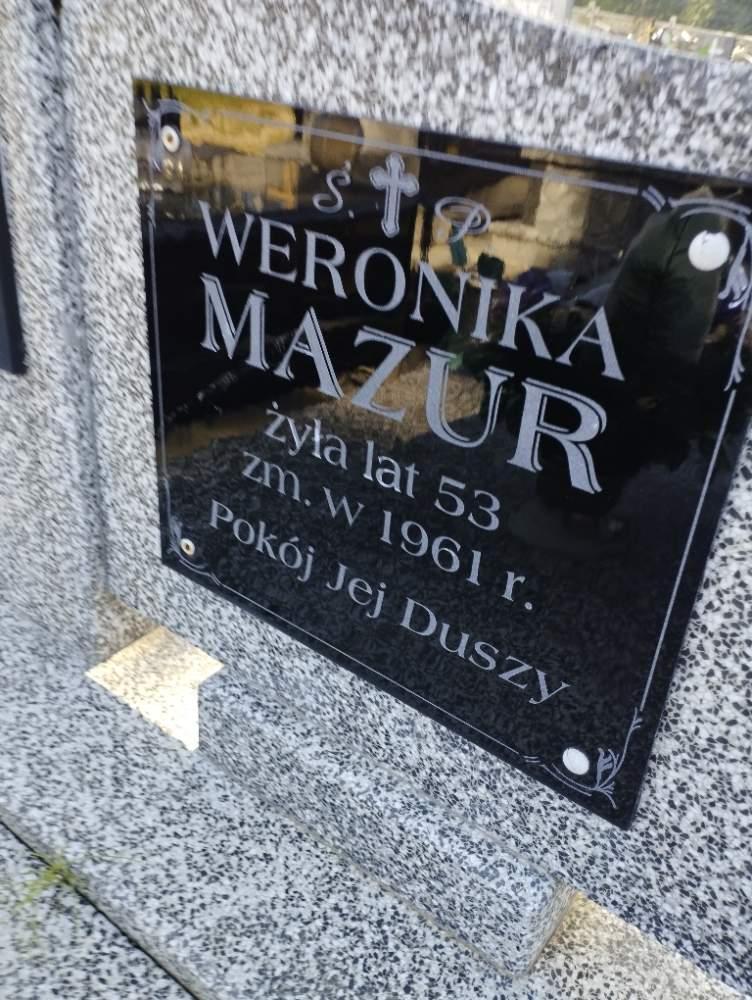 Ś. P.
WERONIKA
MAZUR
żyła lat 53
zm. w 1961 r.
Pokój Jej Duszy